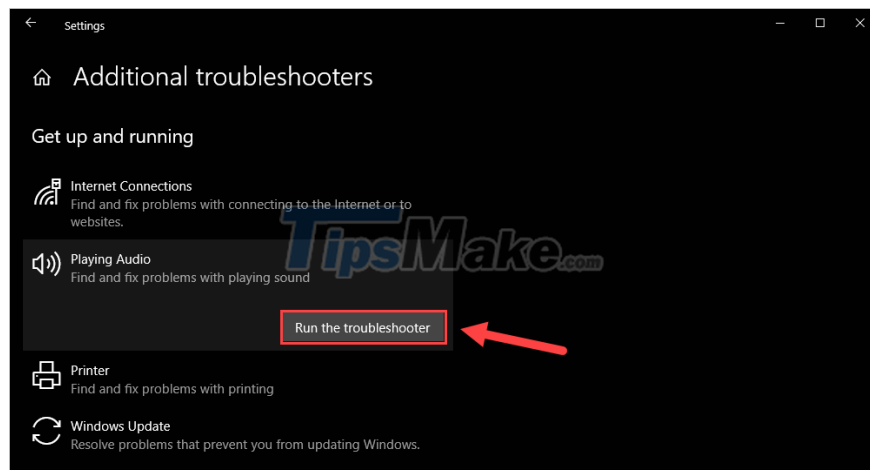 Settings
Additional troubleshooters
Get up and running
Internet Connections
Find and fix problems with connecting to the Internet or to
websites.
TipsMake.com
Playing Audio
Find and fix problems with playing sound
Run the troubleshooter
Printer
Find and fix problems with printing
Windows Update
Resolve problems that prevent you from updating Windows.